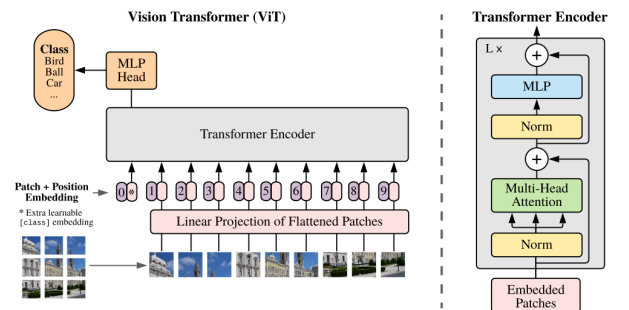 Vision Transformer (ViT)
Transformer Encoder
Class
Bird
Ball
Car
...
MLP
Head
Transformer Encoder
Patch + Position
Embedding
* Extra learnable
[class] embedding
0 * 1 2 3 4 5 6 7 8 9
Linear Projection of Flattened Patches
L x
+
MLP
Norm
+
Multi-Head
Attention
Norm
Embedded
Patches